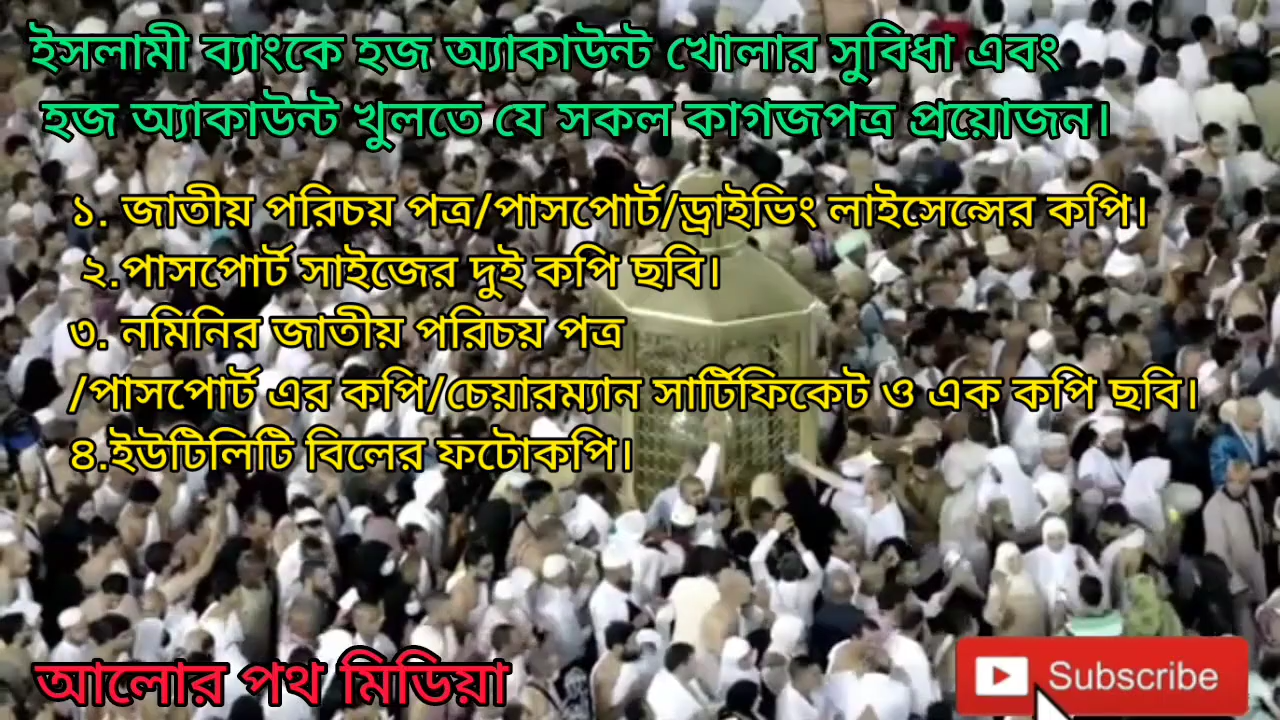 ইসলামী ব্যাংকে হজ অ্যাকাউন্ট খোলার সুবিধা এবং
হজ অ্যাকাউন্ট খুলতে যে সকল কাগজপত্র প্রয়োজন।
১. জাতীয় পরিচয় পত্র/পাসপোর্ট/ড্রাইভিং লাইসেন্সের কপি।
২.পাসপোর্ট সাইজের দুই কপি ছবি।
৩. নমিনির জাতীয় পরিচয় পত্র
/পাসপোর্ট এর কপি/চেয়ারম্যান সার্টিফিকেট ও এক কপি ছবি।
৪.ইউটিলিটি বিলের ফটোকপি।
আলোর পথ মিডিয়া
Subscribe